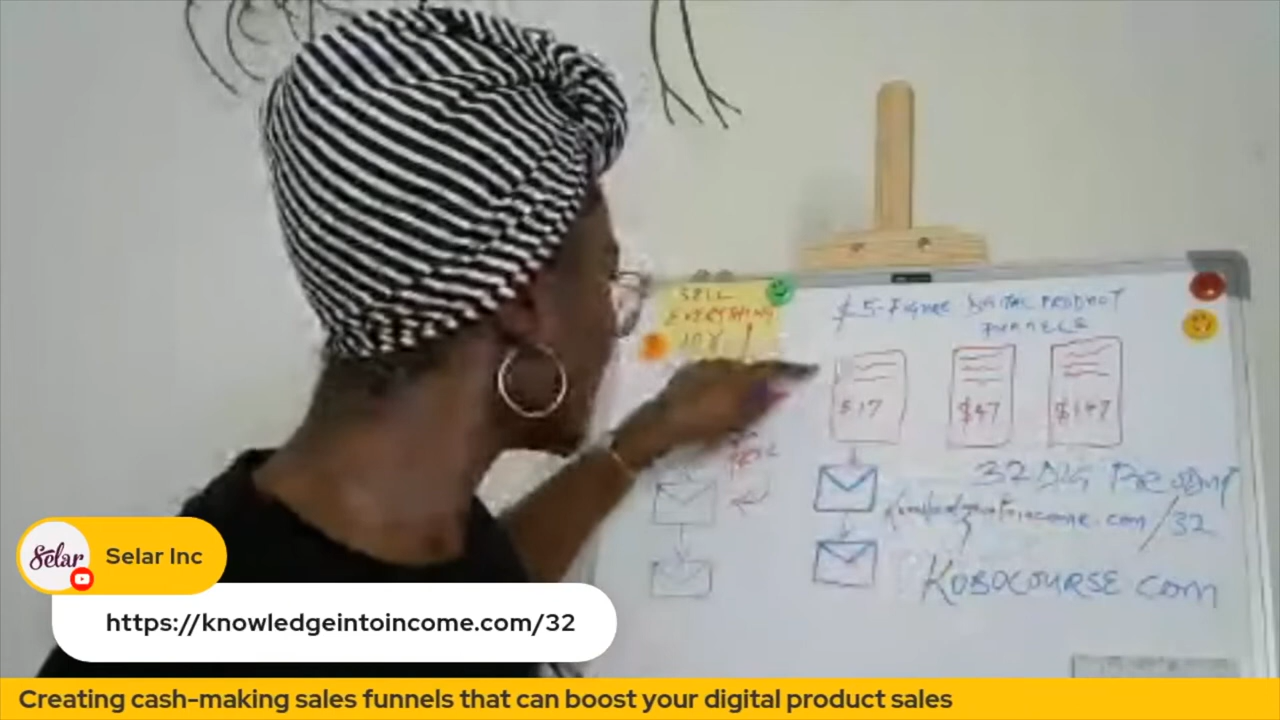 SELL
EVERYTHING
$5-FIGURE DIGITAL PRODUCT
FUNNELS
$17
$47
$147
32 DIG PRODUCT
knowledgeintoincome.com/32
KOBOCOURSE.com
Selar
Selar Inc
https://knowledgeintoincome.com/32
Creating cash-making sales funnels that can boost your digital product sales